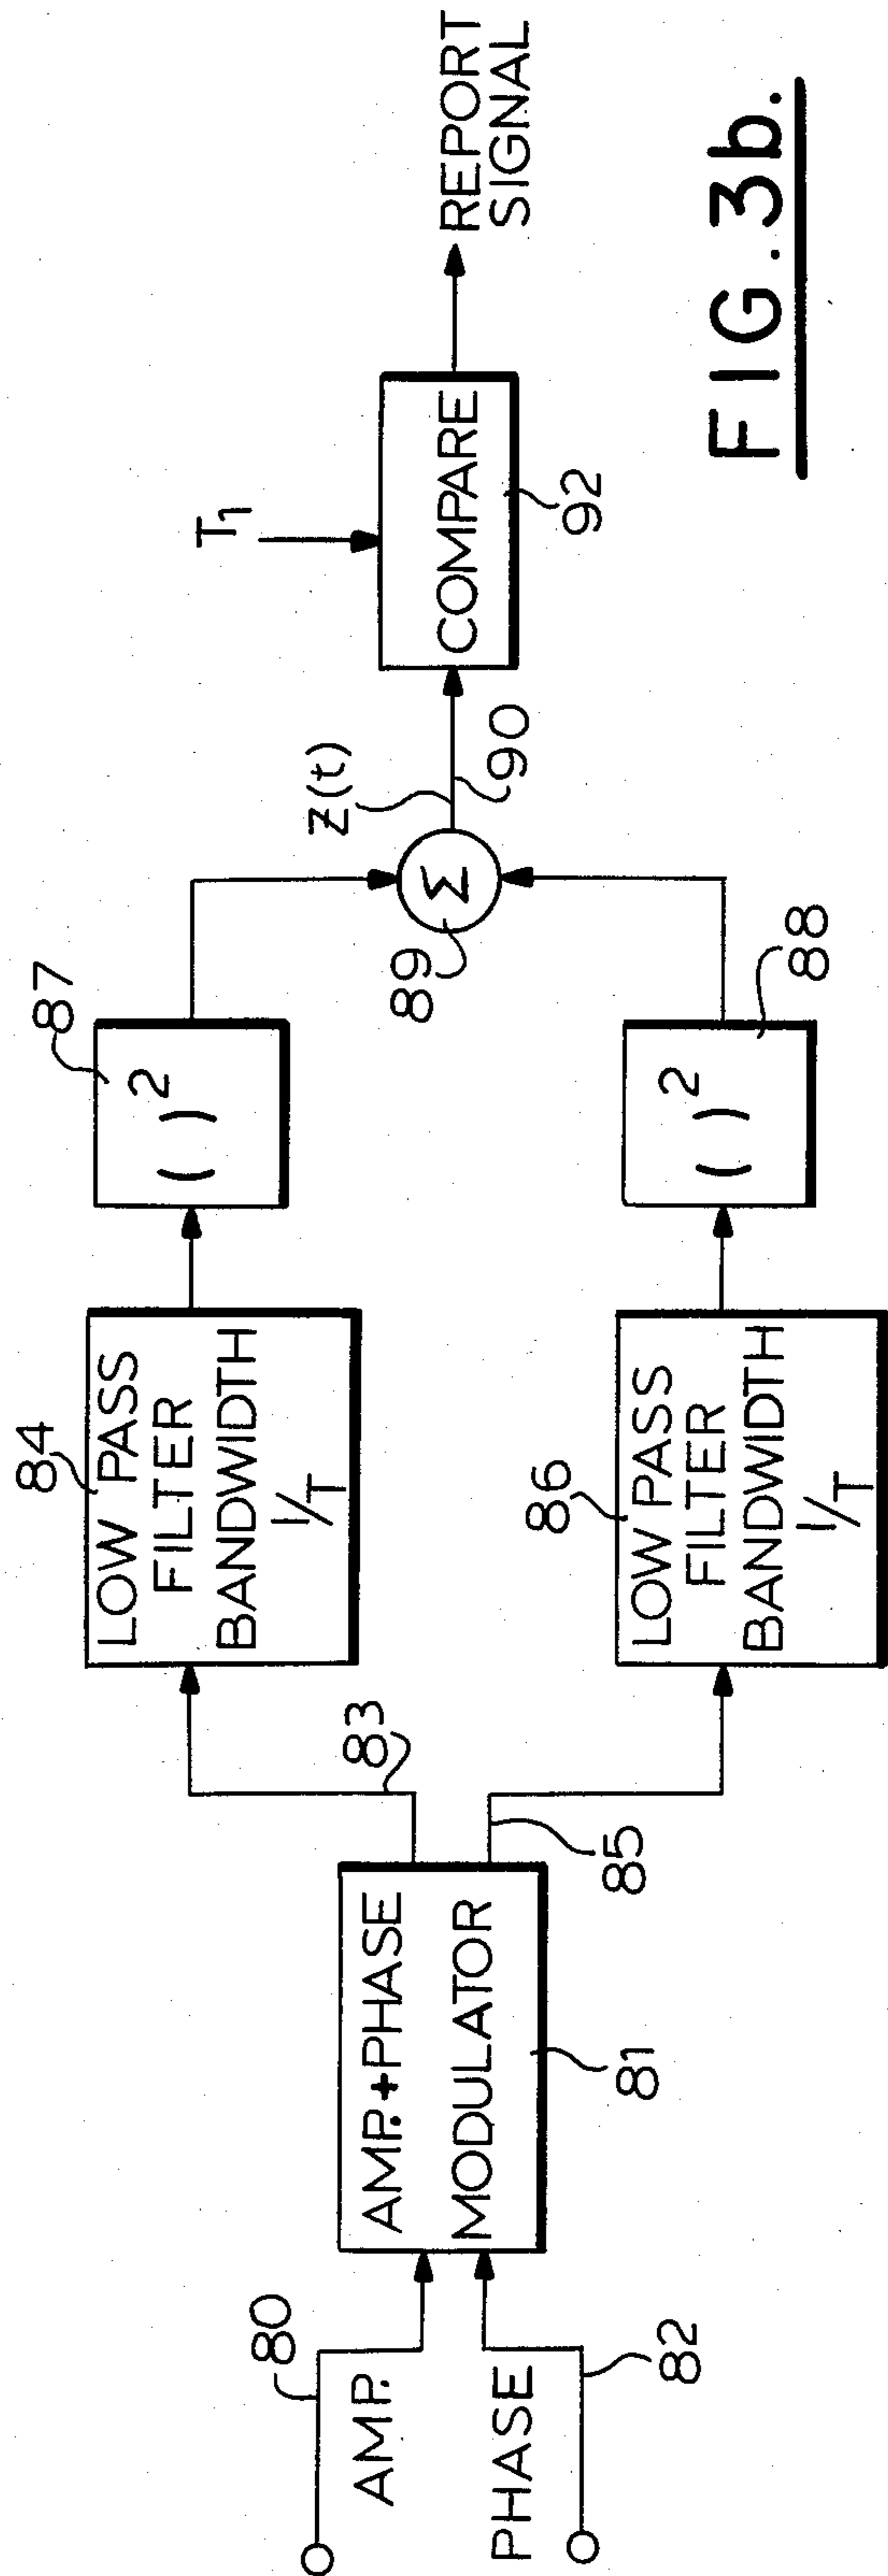 80
AMP.
PHASE
82
AMP.+PHASE
MODULATOR
81
83
85
84
LOW PASS
FILTER
BANDWIDTH
1/T
86
LOW PASS
FILTER
BANDWIDTH
1/T
87
( )²
88
( )²
89
Σ
Z(t)
90
T₁
COMPARE
92
REPORT
SIGNAL
FIG. 3b.